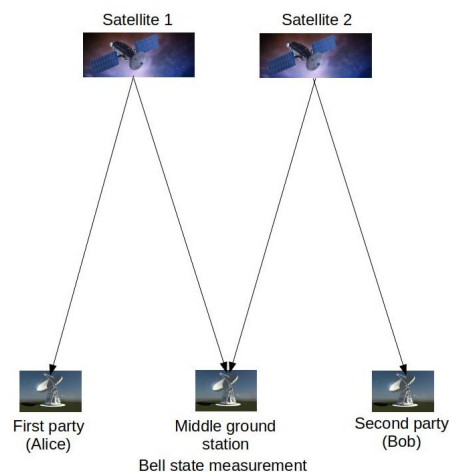 Satellite 1
Satellite 2
First party
(Alice)
Middle ground
station
Bell state measurement
Second party
(Bob)